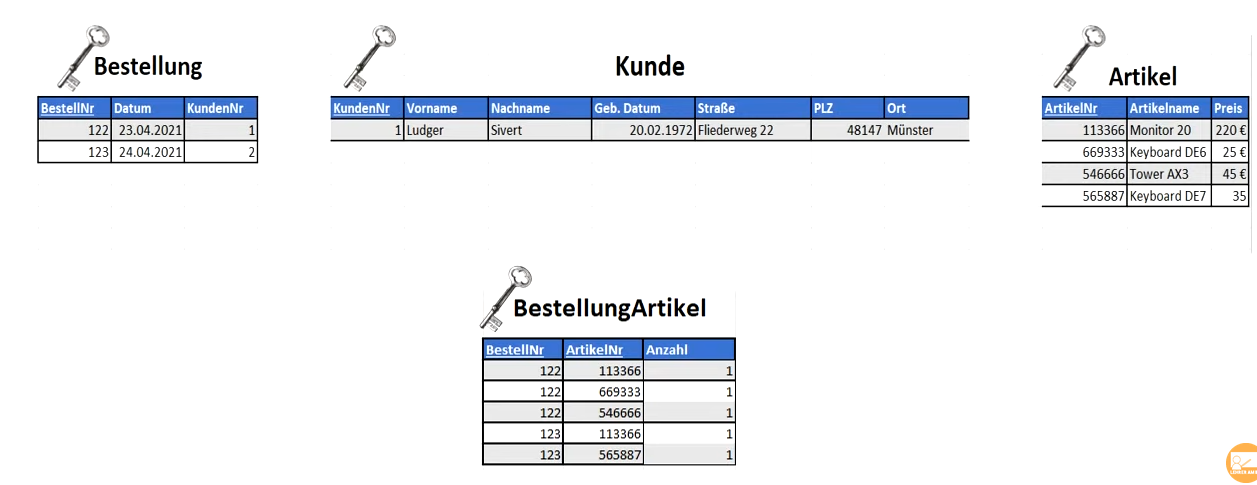 Bestellung
BestellNr Datum KundenNr
122 23.04.2021 1
123 24.04.2021 2
Kunde
KundenNr Vorname Nachname Geb. Datum Straße PLZ Ort
1 Ludger Sivert 20.02.1972 Fliederweg 22 48147 Münster
Artikel
ArtikelNr Artikelname Preis
113366 Monitor 20 220 €
669333 Keyboard DE6 25 €
546666 Tower AX3 45 €
565887 Keyboard DE7 35
BestellungArtikel
BestellNr ArtikelNr Anzahl
122 113366 1
122 669333 1
122 546666 1
123 113366 1
123 565887 1